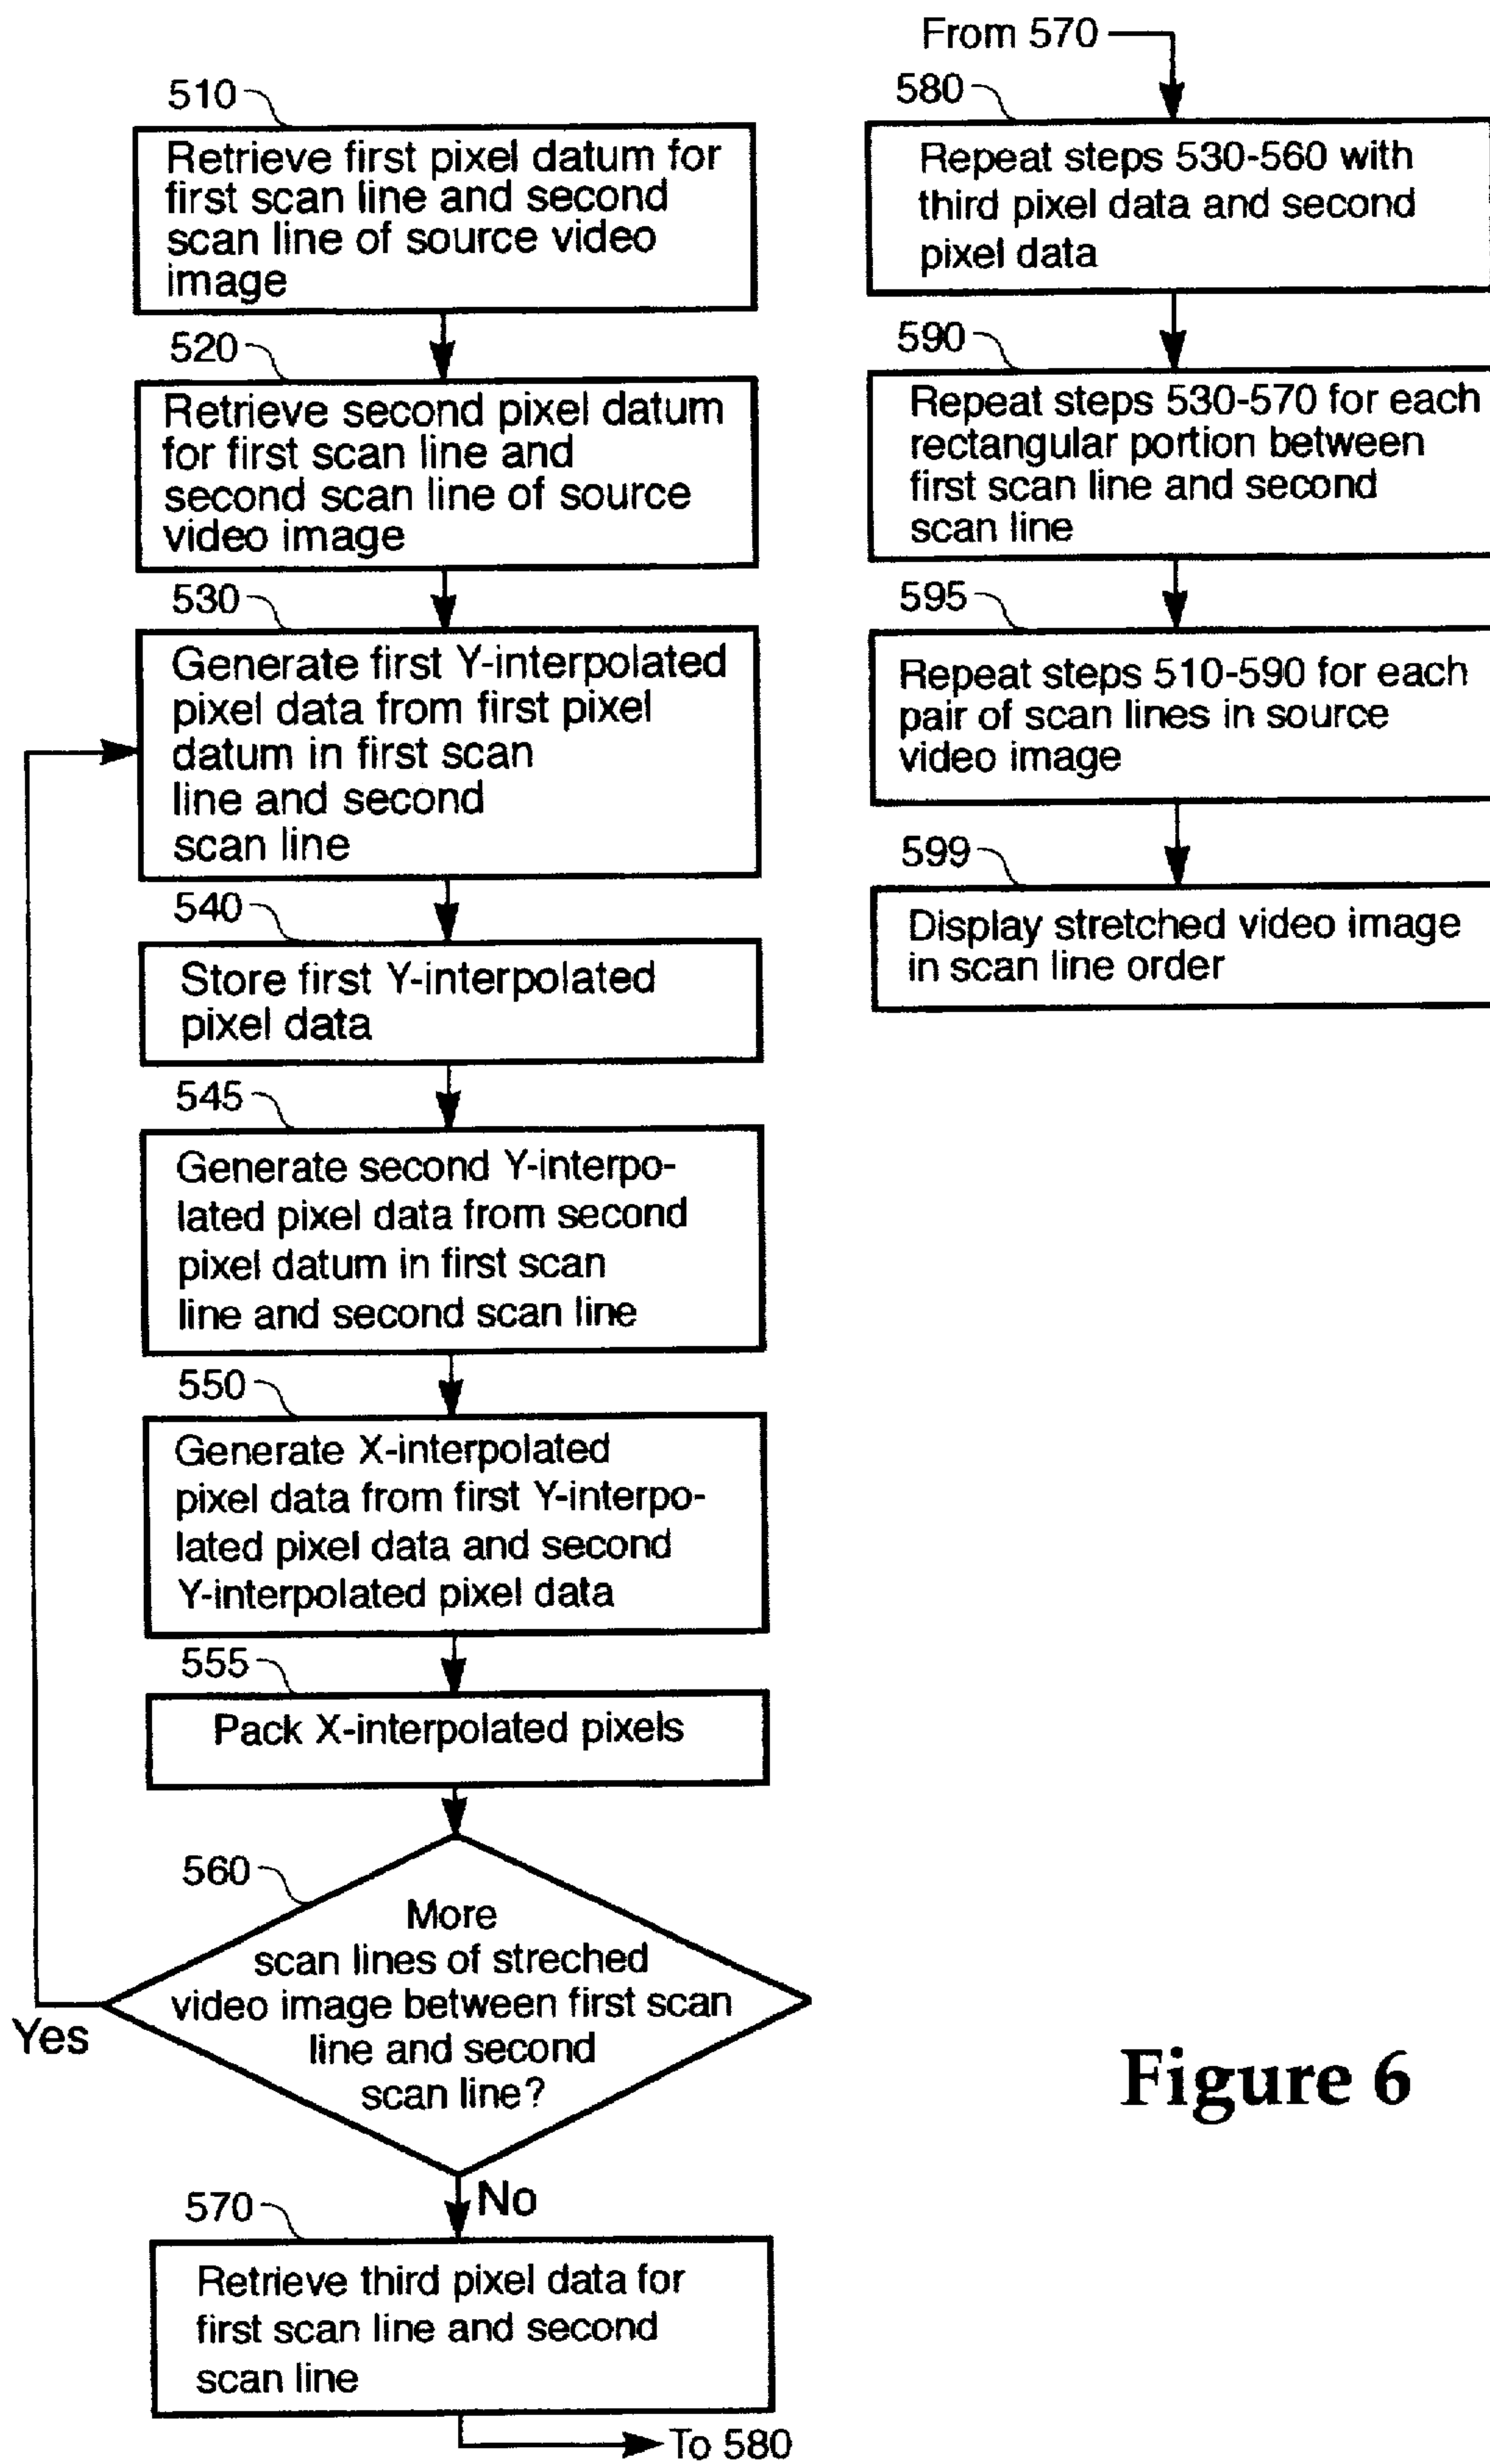 510
Retrieve first pixel datum for
first scan line and second
scan line of source video
image
520
Retrieve second pixel datum
for first scan line and
second scan line of source
video image
530
Generate first Y-interpolated
pixel data from first pixel
datum in first scan
line and second
scan line
540
Store first Y-interpolated
pixel data
545
Generate second Y-interpo-
lated pixel data from second
pixel datum in first scan
line and second scan line
550
Generate X-interpolated
pixel data from first Y-interpo-
lated pixel data and second
Y-interpolated pixel data
555
Pack X-interpolated pixels
560
More
scan lines of streched
video image between first scan
line and second
scan line?
Yes
No
570
Retrieve third pixel data for
first scan line and second
scan line
To 580
From 570
580
Repeat steps 530-560 with
third pixel data and second
pixel data
590
Repeat steps 530-570 for each
rectangular portion between
first scan line and second
scan line
595
Repeat steps 510-590 for each
pair of scan lines in source
video image
599
Display stretched video image
in scan line order
Figure 6